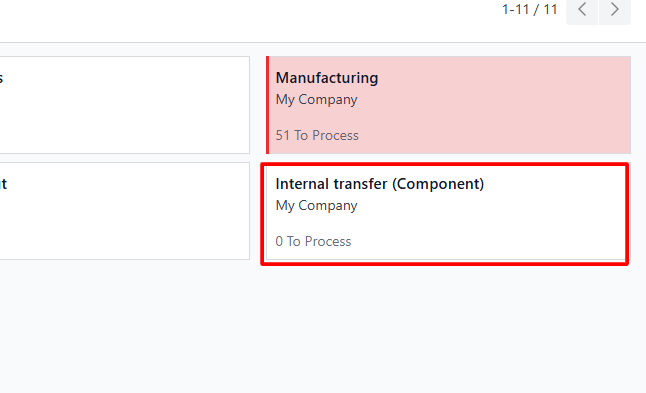 1-11 / 11
s
Manufacturing
My Company
51 To Process
t
Internal transfer (Component)
My Company
0 To Process